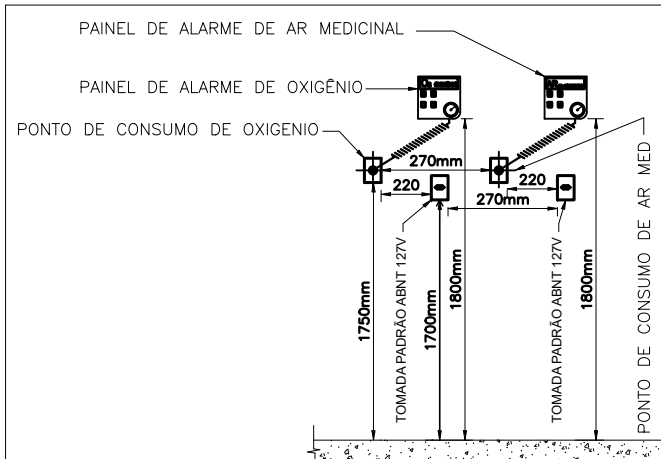 PAINEL DE ALARME DE AR MEDICINAL
PAINEL DE ALARME DE OXIGÊNIO
PONTO DE CONSUMO DE OXIGENIO
270mm
220
220
270mm
1750mm
TOMADA PADRÃO ABNT 127V
1700mm
1800mm
TOMADA PADRÃO ABNT 127V
1800mm
PONTO DE CONSUMO DE AR MED